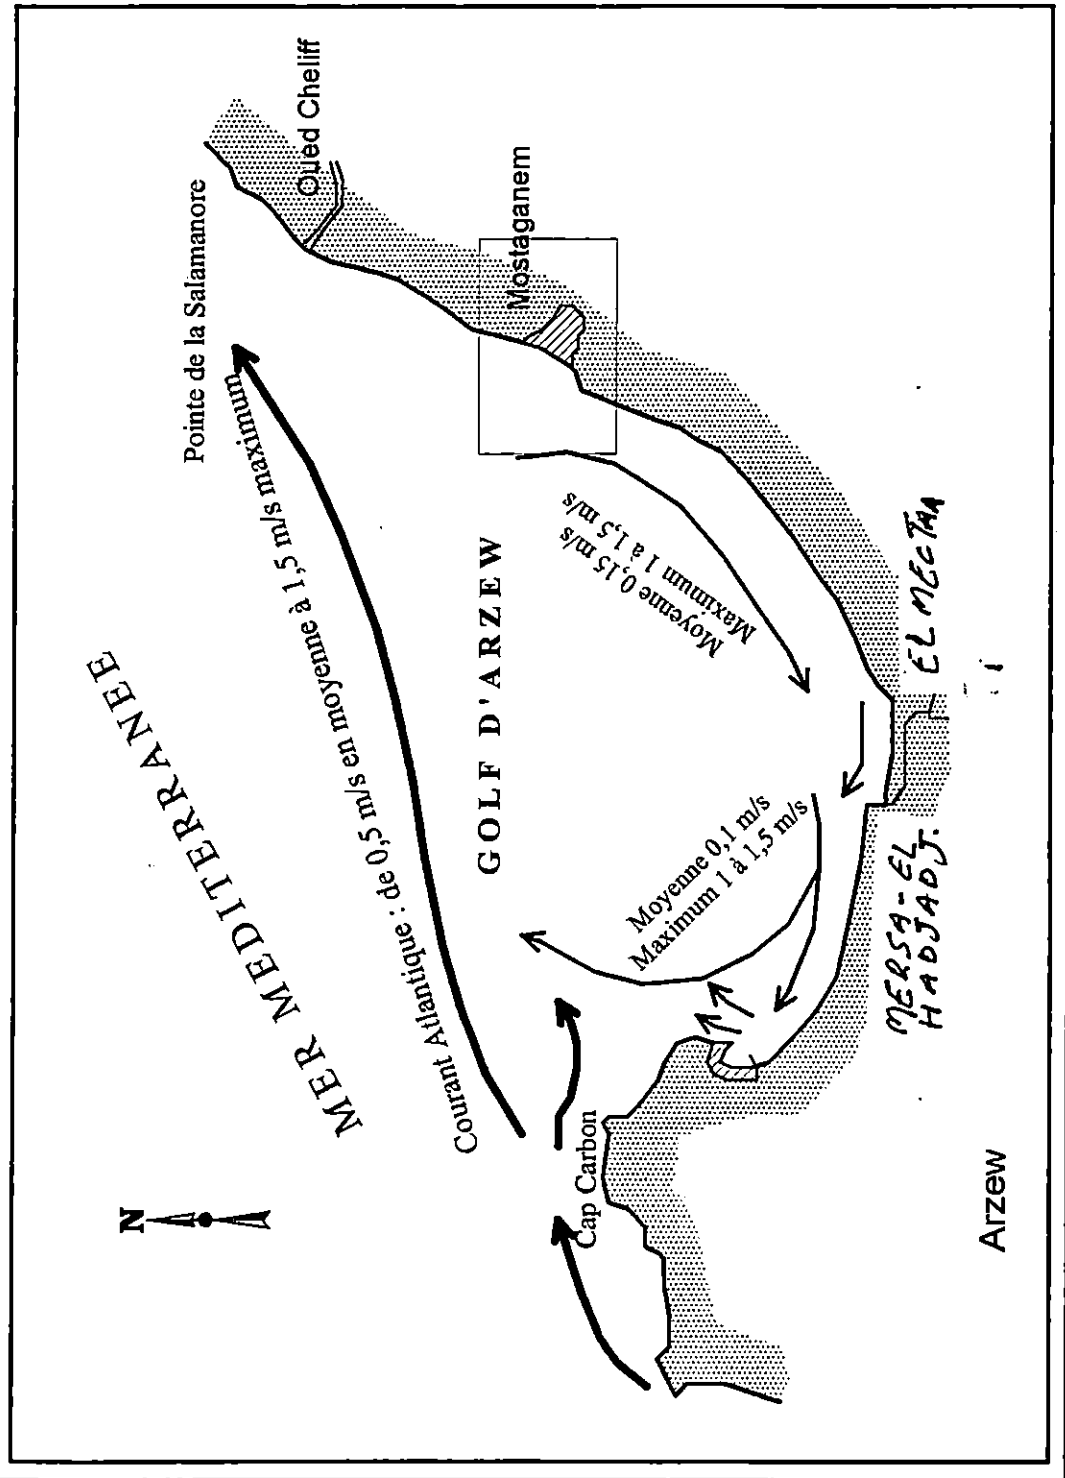 N
MER MEDITERRANEE
Courant Atlantique : de 0,5 m/s en moyenne à 1,5 m/s maximum
Pointe de la Salamanore
Oued Cheliff
GOLF D'ARZEW
Mostaganem
Moyenne 0,15 m/s
Maximum 1 à 1,5 m/s
Cap Carbon
Moyenne 0,1 m/s
Maximum 1 à 1,5 m/s
MERSA-EL
HADJADJ.
EL MECTAA
Arzew